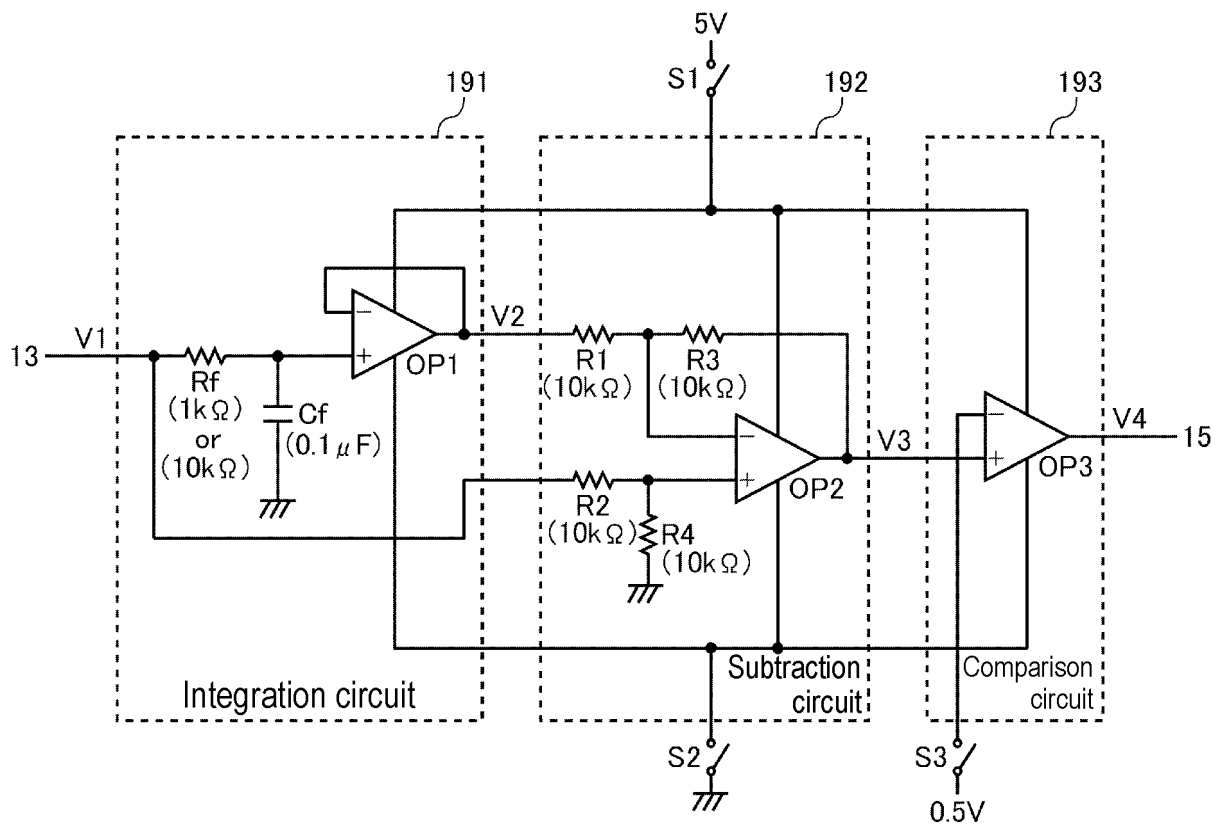 5V
S1
191
192
193
13
V1
Rf
(1kΩ)
or
(10kΩ)
Cf
(0.1μF)
−
+
OP1
V2
R1
(10kΩ)
R3
(10kΩ)
R2
(10kΩ)
R4
(10kΩ)
−
+
OP2
V3
−
+
OP3
V4
15
Integration circuit
Subtraction
circuit
Comparison
circuit
S2
S3
0.5V